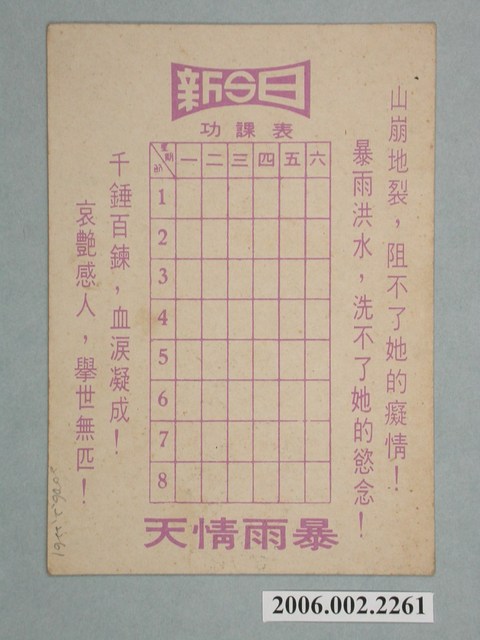 新今日
功課表
山崩地裂，阻不了她的癡情！
暴雨洪水，洗不了她的慾念！
星期
節
一 二 三 四 五 六
1
2
3
4
5
6
7
8
千錘百鍊，血淚凝成！
哀艷感人，舉世無匹！
暴雨情天
2006.002.2261